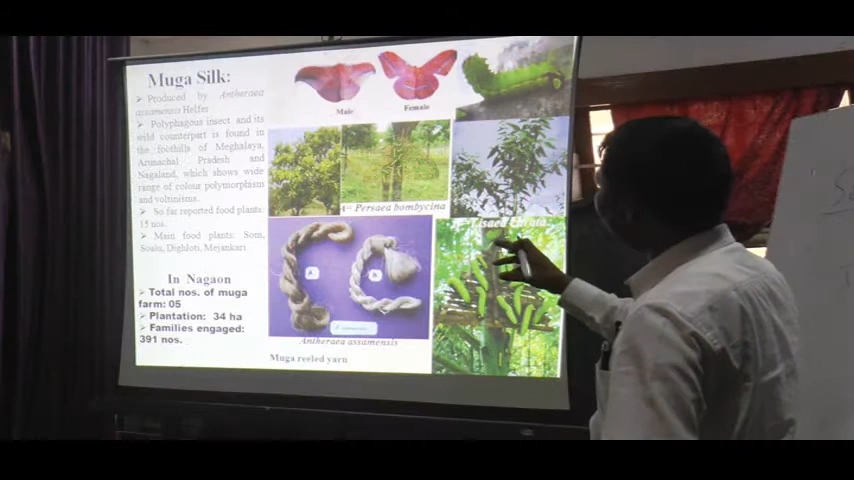 Muga Silk:
➢ Produced by Antheraea
assamensis Helfer
➢ Polyphagous insect and its
wild counterpart is found in
the foothills of Meghalaya,
Arunachal Pradesh and
Nagaland, which shows wide
range of colour polymorphism
and voltinisms.
➢ So far reported food plants:
15 nos.
➢ Main food plants: Som,
Soalu, Dighloti, Mejankari
In Nagaon
➢ Total nos. of muga
farm: 05
➢ Plantation: 34 ha
➢ Families engaged:
391 nos.
Male
Female
Persaea bombycina
Antheraea assamensis
Muga reeled yarn